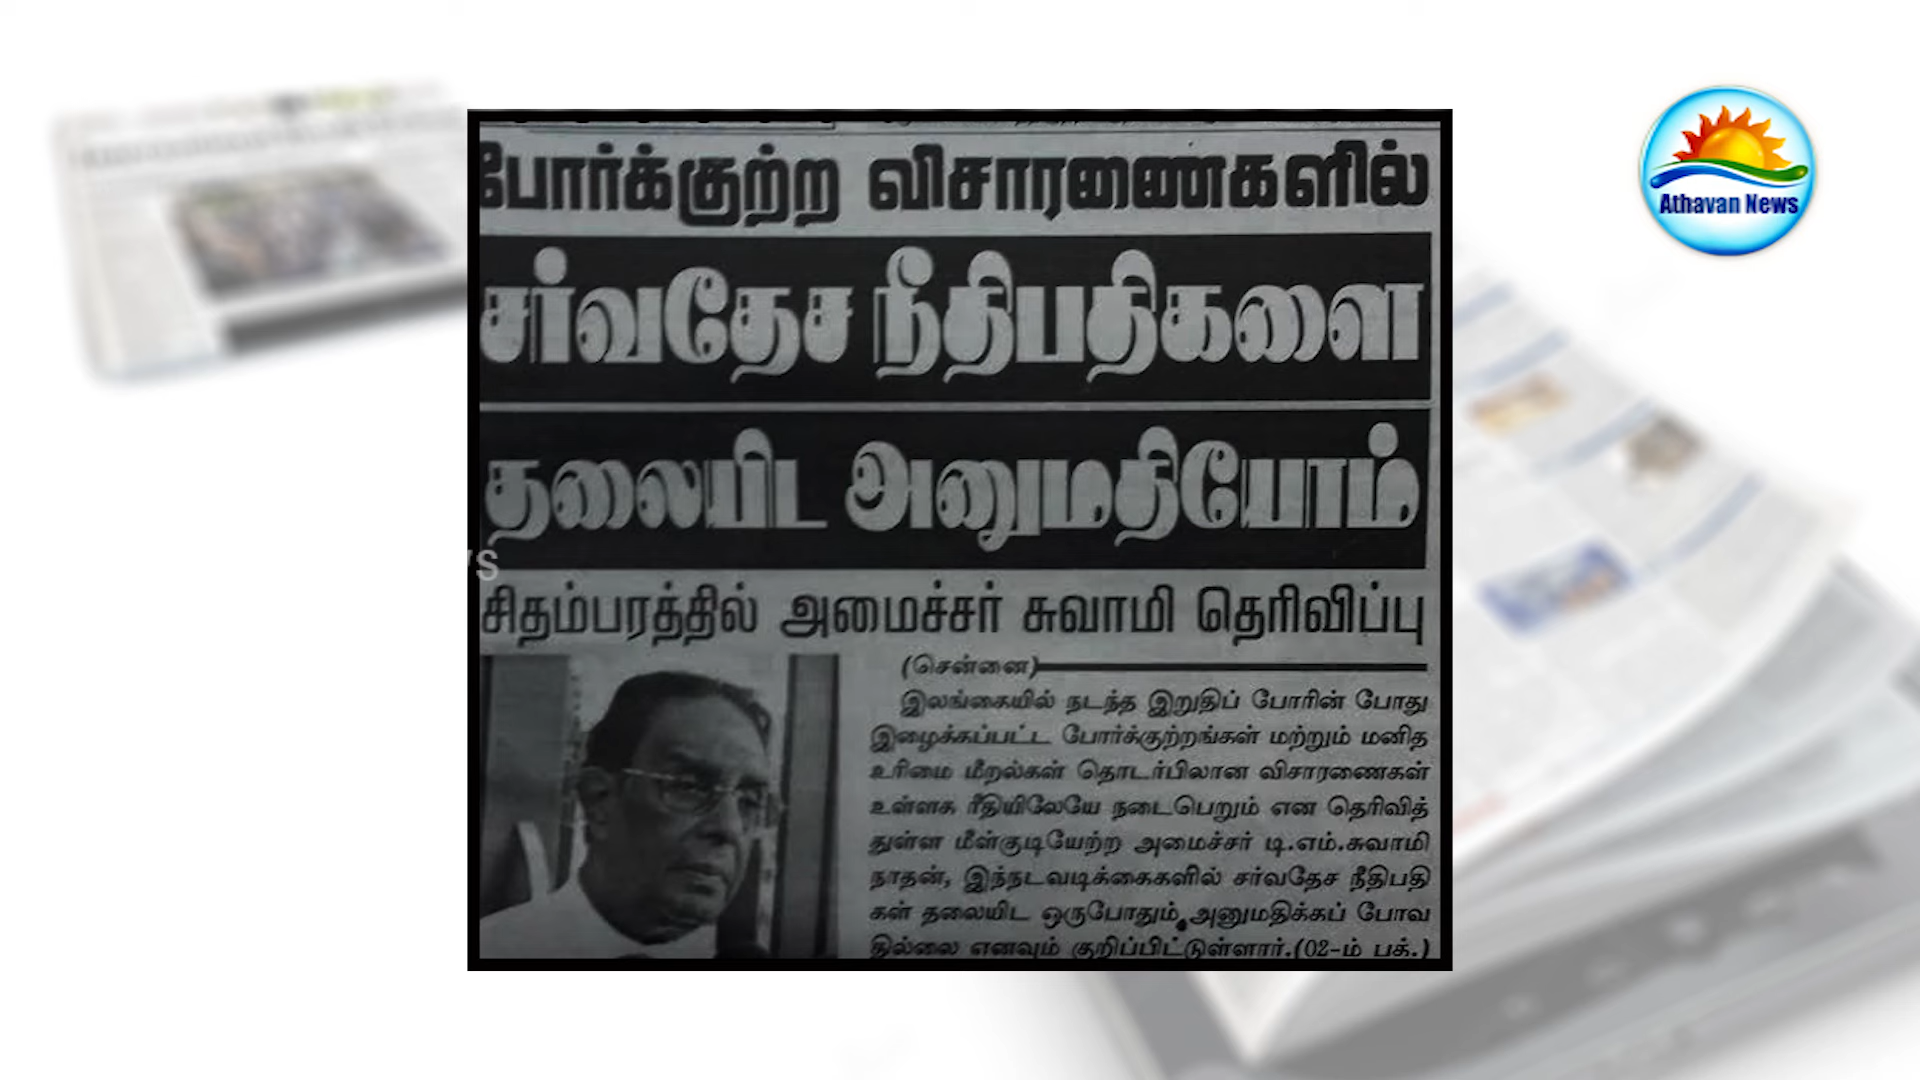 Athavan News
போர்க்குற்ற விசாரணைகளில்
சர்வதேச நீதிபதிகளை
தலையிட அனுமதியோம்
சிதம்பரத்தில் அமைச்சர் சுவாமி தெரிவிப்பு
(சென்னை)
இலங்கையில் நடந்த இறுதிப் போரின் போது
இழைக்கப்பட்ட போர்க்குற்றங்கள் மற்றும் மனித
உரிமை மீறல்கள் தொடர்பிலான விசாரணைகள்
உள்ளக ரீதியிலேயே நடைபெறும் என தெரிவித்
துள்ள மீள்குடியேற்ற அமைச்சர் டி.எம்.சுவாமி
நாதன், இந்நடவடிக்கைகளில் சர்வதேச நீதிபதி
கள் தலையிட ஒருபோதும் அனுமதிக்கப் போவ
தில்லை எனவும் குறிப்பிட்டுள்ளார்.(02-ம் பக்.)